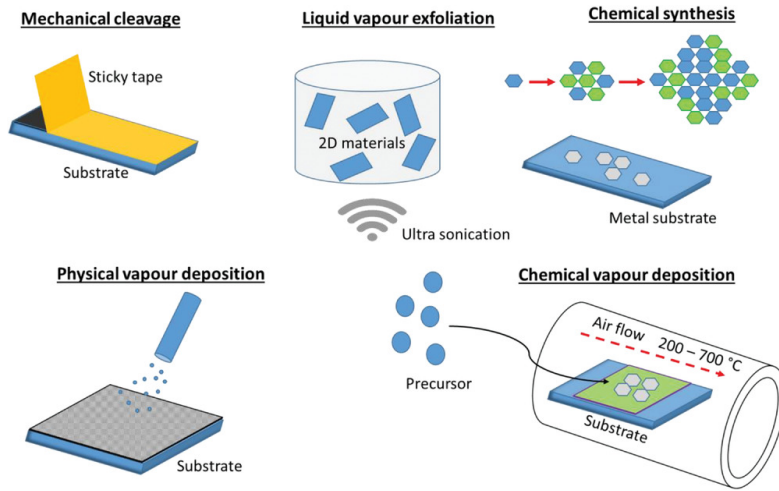 Mechanical cleavage
Sticky tape
Substrate
Liquid vapour exfoliation
2D materials
Ultra sonication
Chemical synthesis
Metal substrate
Physical vapour deposition
Substrate
Precursor
Chemical vapour deposition
Air flow 200 – 700 °C
Substrate